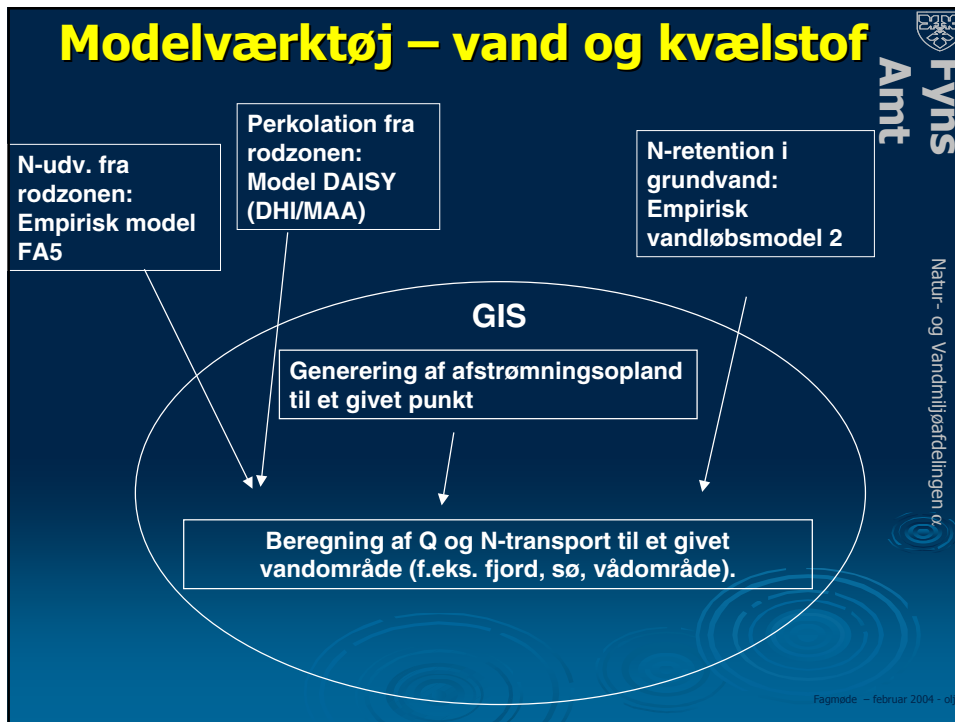 Modelværktøj – vand og kvælstof
Fyns
Amt
Natur- og Vandmiljøafdelingen α
N-udv. fra
rodzonen:
Empirisk model
FA5
Perkolation fra
rodzonen:
Model DAISY
(DHI/MAA)
N-retention i
grundvand:
Empirisk
vandløbsmodel 2
GIS
Generering af afstrømningsopland
til et givet punkt
Beregning af Q og N-transport til et givet
vandområde (f.eks. fjord, sø, vådområde).
Fagmøde – februar 2004 - olj